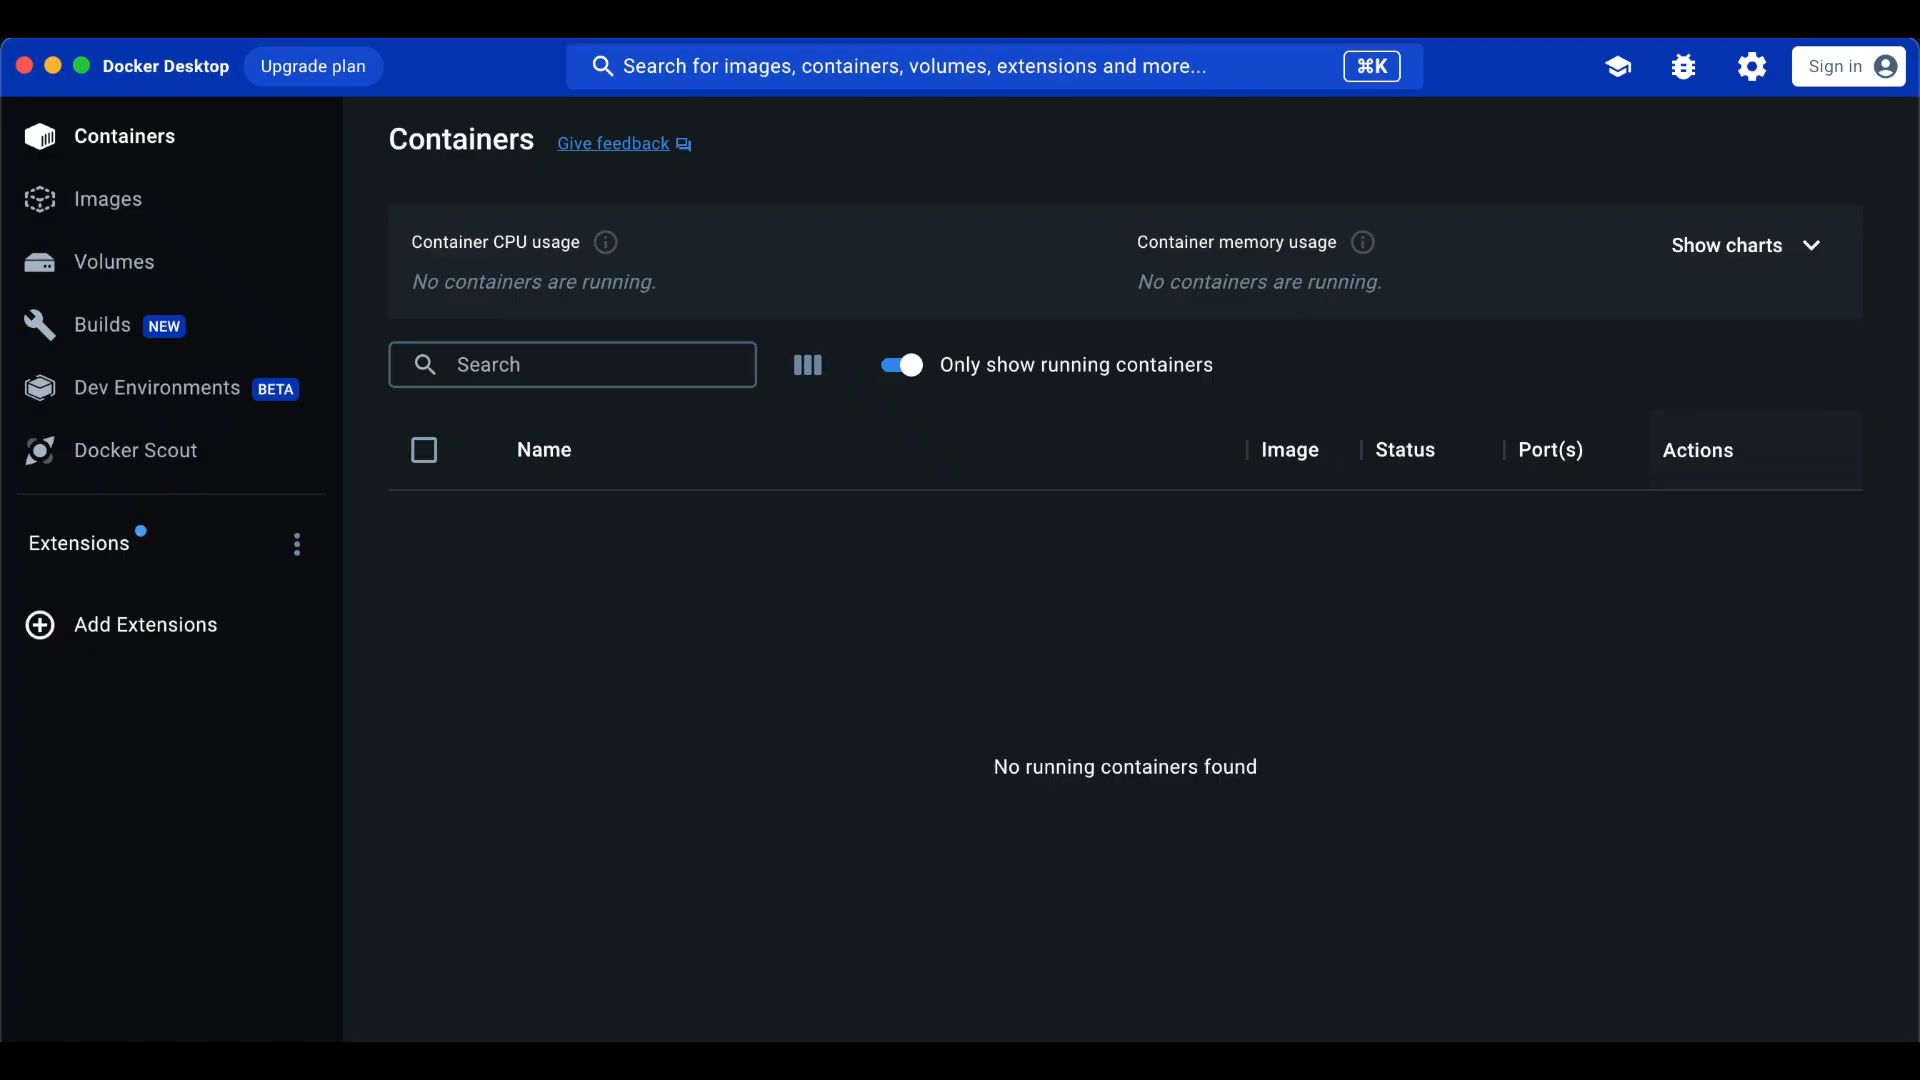 Docker Desktop
Upgrade plan
Search for images, containers, volumes, extensions and more...
⌘K
Sign in
Containers
Images
Volumes
Builds NEW
Dev Environments BETA
Docker Scout
Extensions
Add Extensions
Containers
Give feedback
Container CPU usage
No containers are running.
Container memory usage
No containers are running.
Show charts
Search
Only show running containers
Name Image Status Port(s) Actions
No running containers found